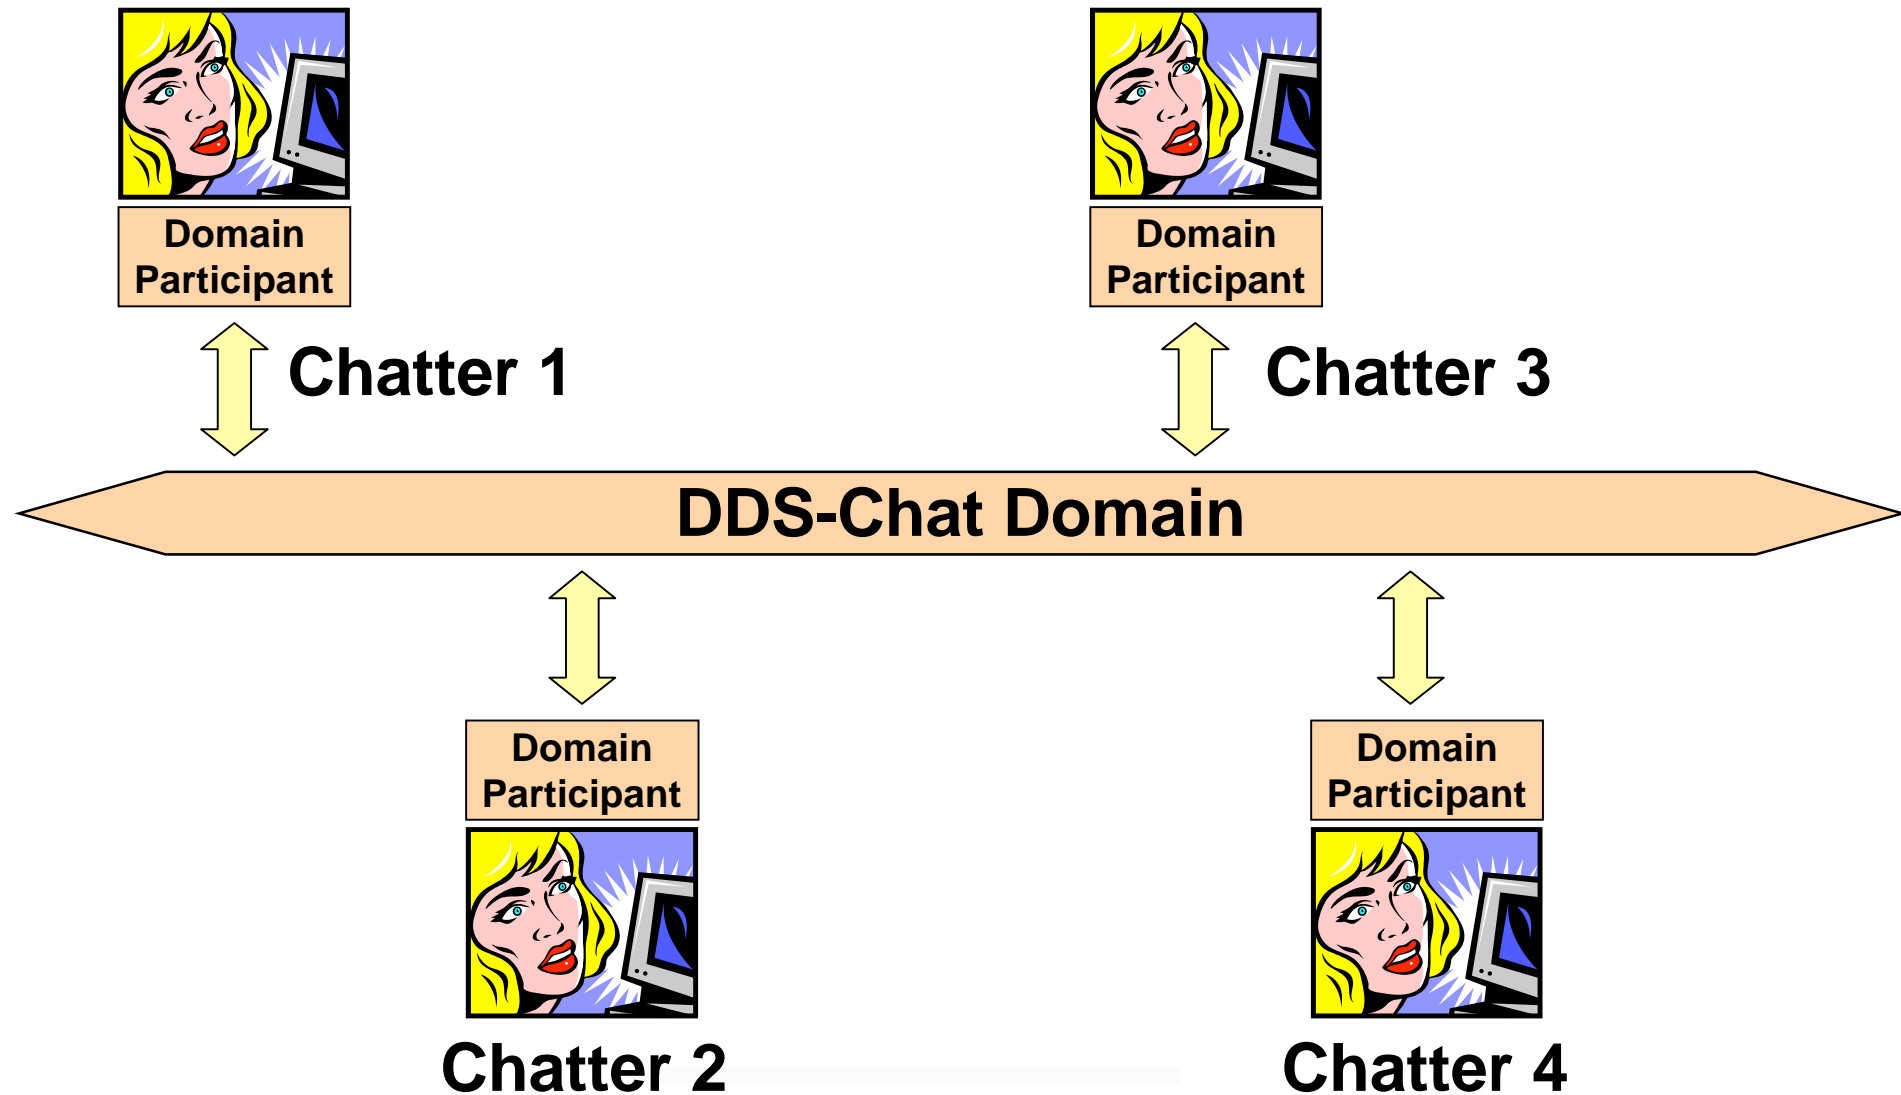 Domain
Participant
Domain
Participant
Chatter 1
Chatter 3
DDS-Chat Domain
Domain
Participant
Domain
Participant
Chatter 2
Chatter 4